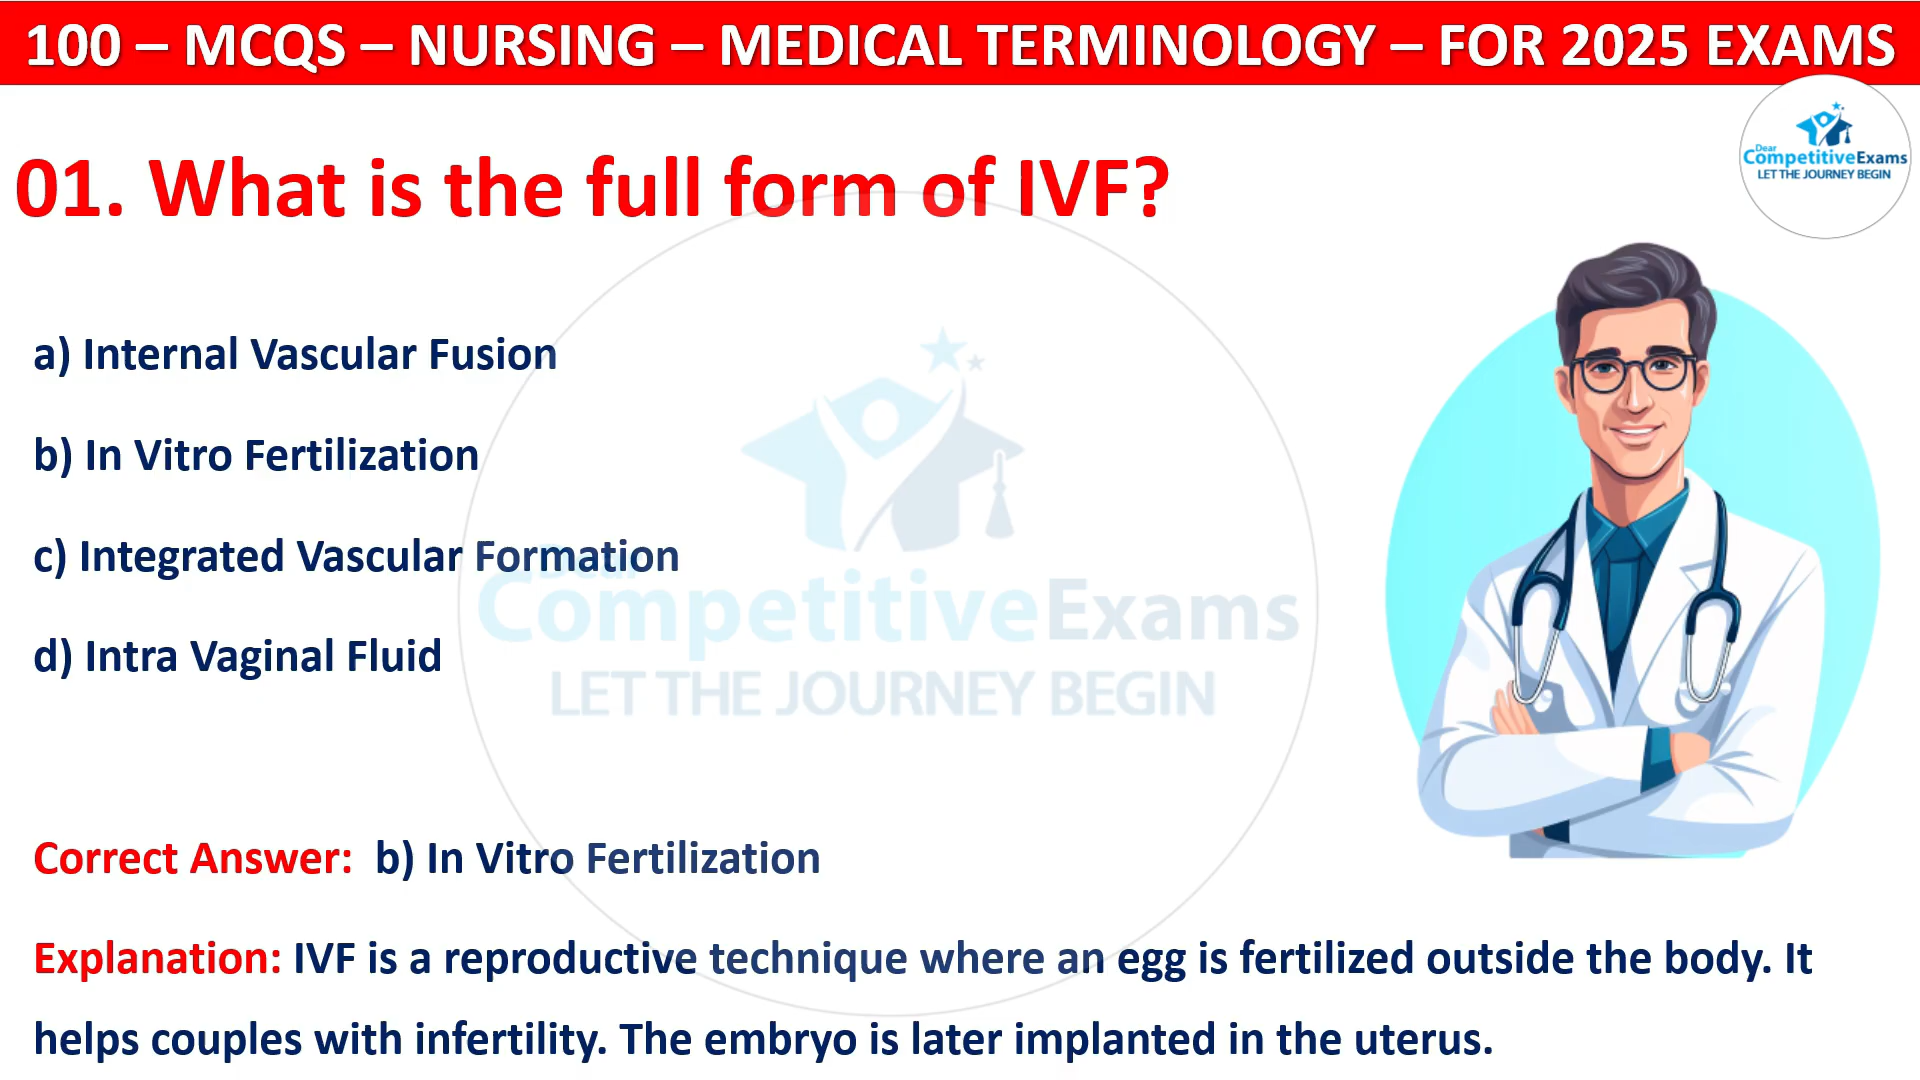 100 – MCQS – NURSING – MEDICAL TERMINOLOGY – FOR 2025 EXAMS
Dear
CompetitiveExams
LET THE JOURNEY BEGIN
01. What is the full form of IVF?
a) Internal Vascular Fusion
b) In Vitro Fertilization
c) Integrated Vascular Formation
d) Intra Vaginal Fluid
Dear
CompetitiveExams
LET THE JOURNEY BEGIN
Correct Answer: b) In Vitro Fertilization
Explanation: IVF is a reproductive technique where an egg is fertilized outside the body. It
helps couples with infertility. The embryo is later implanted in the uterus.